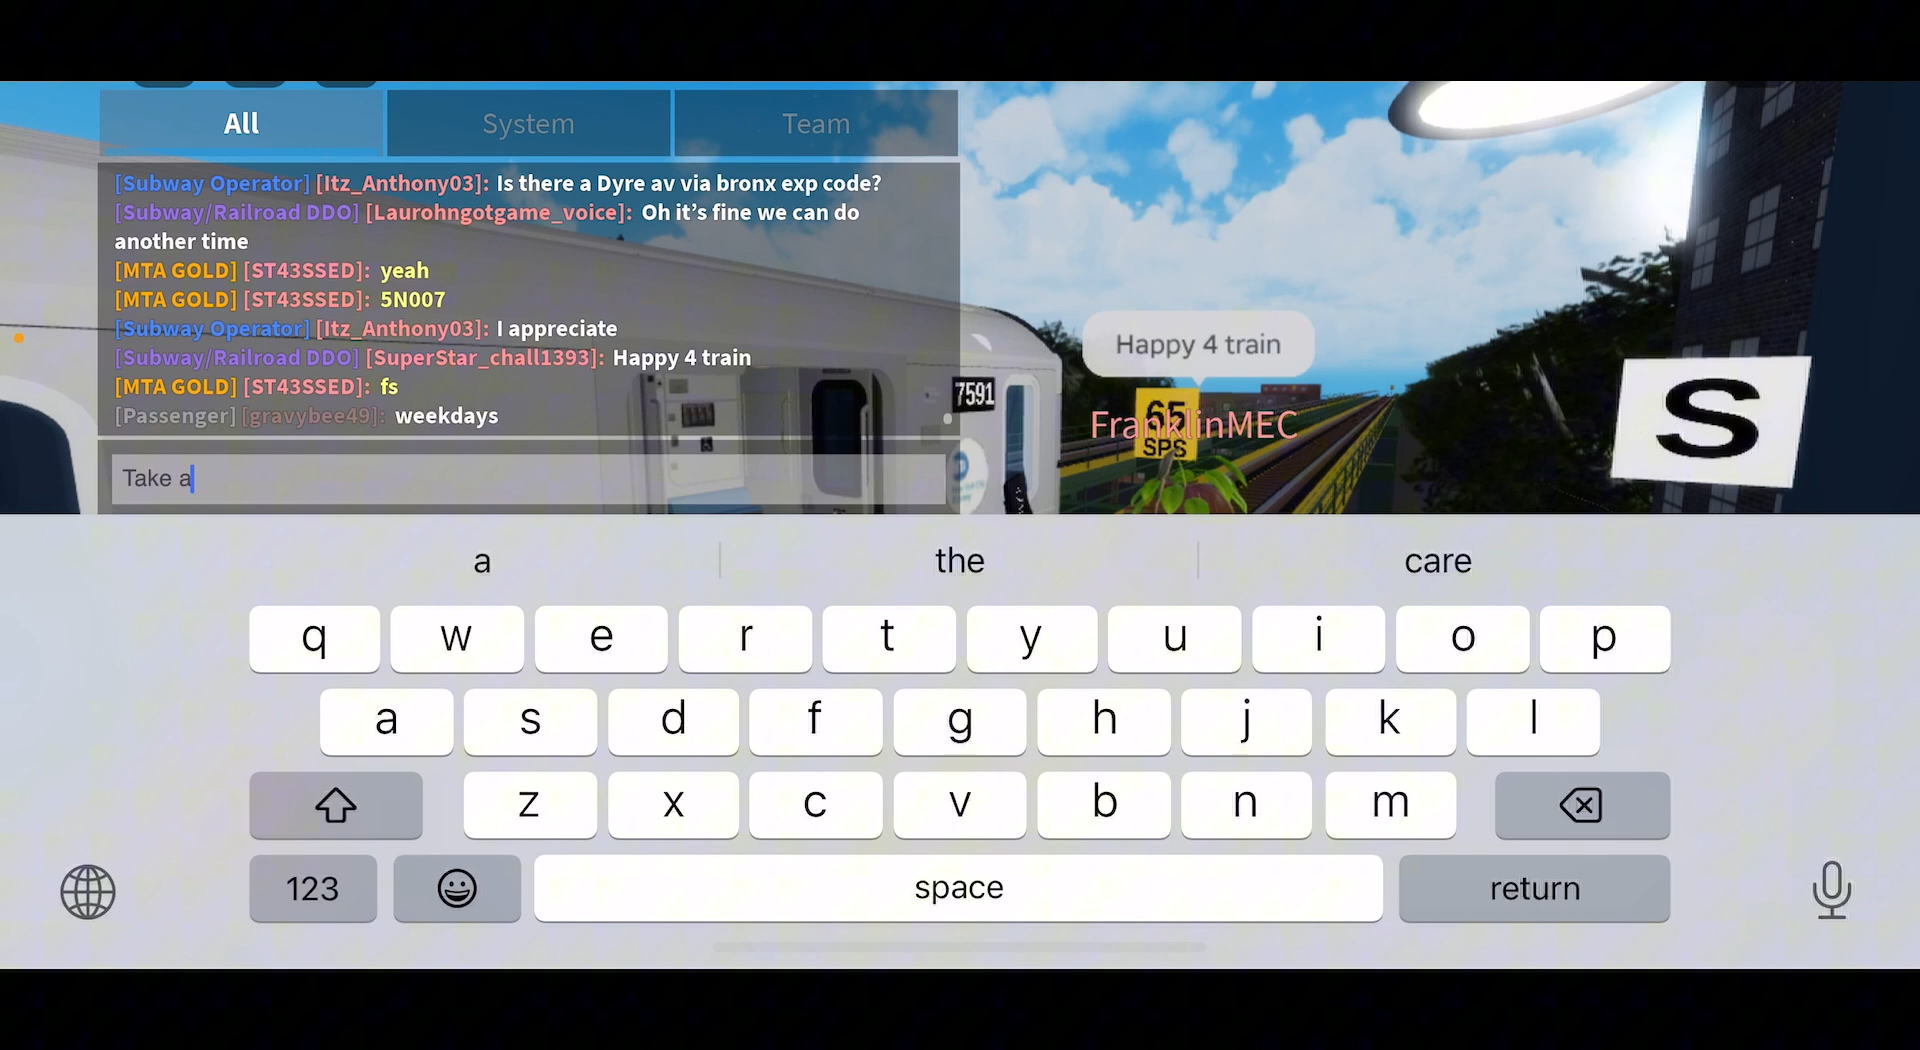 All
System
Team
[Subway Operator] [Itz_Anthony03]: Is there a Dyre av via bronx exp code?
[Subway/Railroad DDO] [Laurohngotgame_voice]: Oh it’s fine we can do
another time
[MTA GOLD] [ST43SSED]: yeah
[MTA GOLD] [ST43SSED]: 5N007
[Subway Operator] [Itz_Anthony03]: I appreciate
[Subway/Railroad DDO] [SuperStar_chall1393]: Happy 4 train
[MTA GOLD] [ST43SSED]: fs
[Passenger] [gravybee49]: weekdays
Take a
7591
Happy 4 train
65
SPS
FranklinMEC
S
a
the
care
q w e r t y u i o p
a s d f g h j k l
z x c v b n m
123
space
return